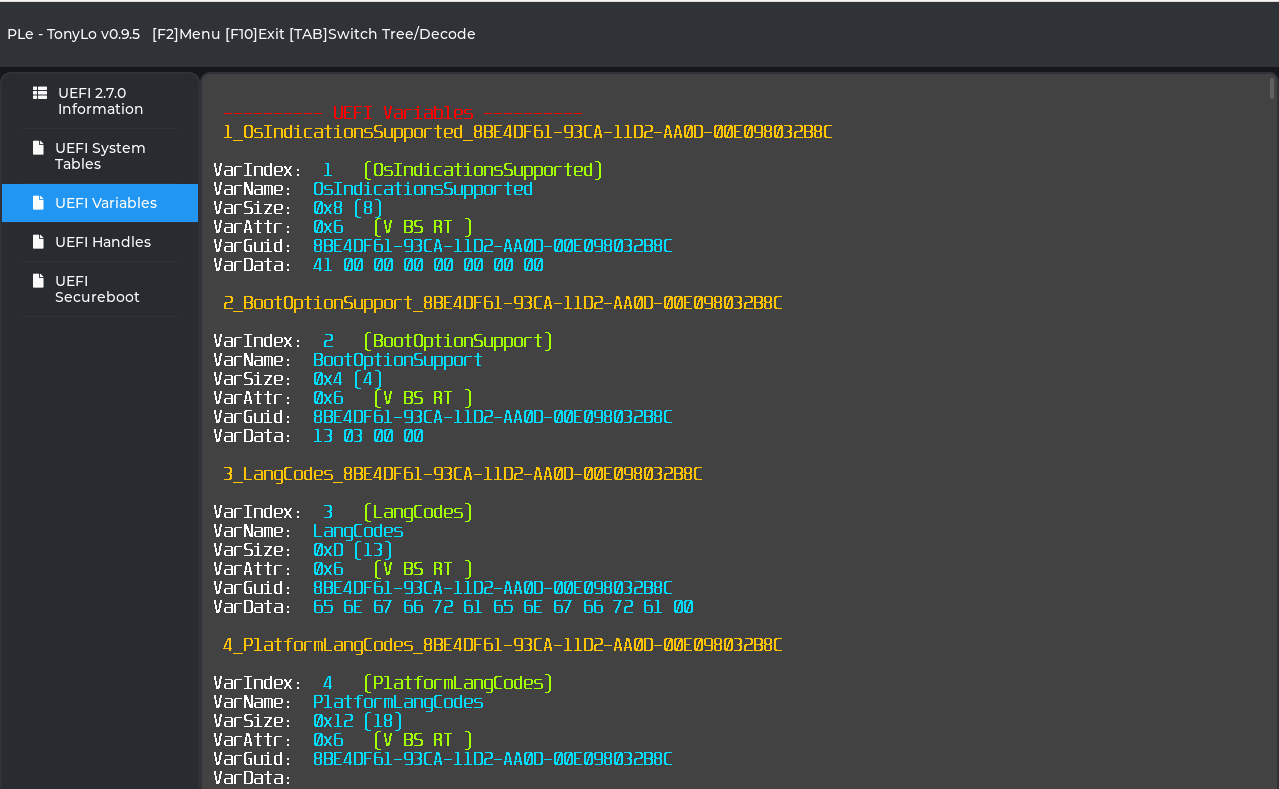 PLe - TonyLo v0.9.5 [F2]Menu [F10]Exit [TAB]Switch Tree/Decode
UEFI 2.7.0
Information
UEFI System
Tables
UEFI Variables
UEFI Handles
UEFI
Secureboot
---------- UEFI Variables ----------
1_OsIndicationsSupported_8BE4DF61-93CA-11D2-AA0D-00E098032B8C
VarIndex: 1 (OsIndicationsSupported)
VarName: OsIndicationsSupported
VarSize: 0x8 (8)
VarAttr: 0x6 (V BS RT )
VarGuid: 8BE4DF61-93CA-11D2-AA0D-00E098032B8C
VarData: 41 00 00 00 00 00 00 00
2_BootOptionSupport_8BE4DF61-93CA-11D2-AA0D-00E098032B8C
VarIndex: 2 (BootOptionSupport)
VarName: BootOptionSupport
VarSize: 0x4 (4)
VarAttr: 0x6 (V BS RT )
VarGuid: 8BE4DF61-93CA-11D2-AA0D-00E098032B8C
VarData: 13 03 00 00
3_LangCodes_8BE4DF61-93CA-11D2-AA0D-00E098032B8C
VarIndex: 3 (LangCodes)
VarName: LangCodes
VarSize: 0xD (13)
VarAttr: 0x6 (V BS RT )
VarGuid: 8BE4DF61-93CA-11D2-AA0D-00E098032B8C
VarData: 65 6E 67 66 72 61 65 6E 67 66 72 61 00
4_PlatformLangCodes_8BE4DF61-93CA-11D2-AA0D-00E098032B8C
VarIndex: 4 (PlatformLangCodes)
VarName: PlatformLangCodes
VarSize: 0x12 (18)
VarAttr: 0x6 (V BS RT )
VarGuid: 8BE4DF61-93CA-11D2-AA0D-00E098032B8C
VarData: